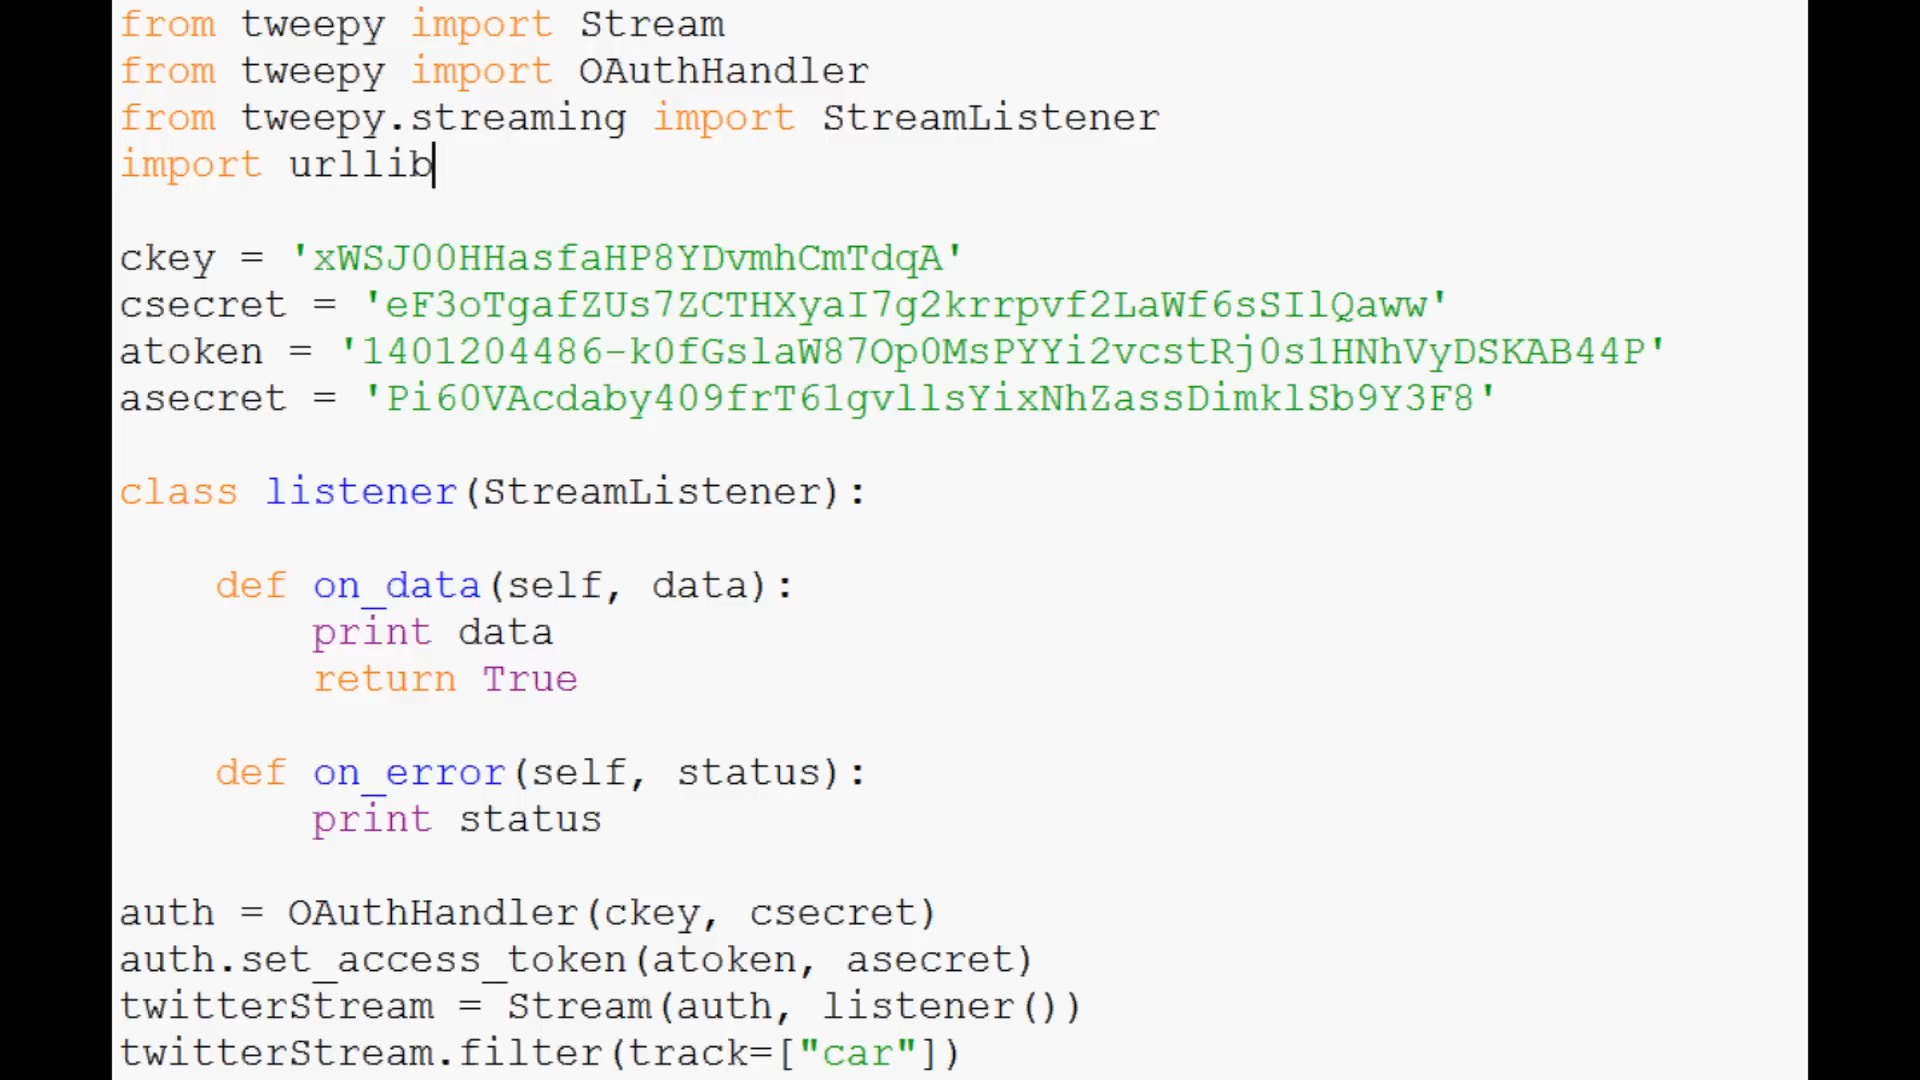 from tweepy import Stream
from tweepy import OAuthHandler
from tweepy.streaming import StreamListener
import urllib
ckey = 'xWSJ00HHasfaHP8YDvmhCmTdqA'
csecret = 'eF3oTgafZUs7ZCTHXyaI7g2krrpvf2LaWf6sSIlQaww'
atoken = '1401204486-k0fGslaW87Op0MsPYYi2vcstRj0s1HNhVyDSKAB44P'
asecret = 'Pi60VAcdaby409frT61gvllsYixNhZassDimklSb9Y3F8'
class listener(StreamListener):
    def on_data(self, data):
        print data
        return True
    def on_error(self, status):
        print status
auth = OAuthHandler(ckey, csecret)
auth.set_access_token(atoken, asecret)
twitterStream = Stream(auth, listener())
twitterStream.filter(track=["car"])